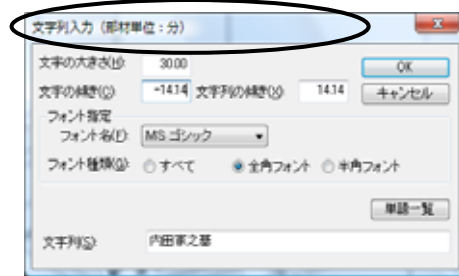 文字列入力（部材単位：分）
文字の大きさ(H): 30.00 OK
文字の傾き(C): -14.14 文字列の傾き(X): 14.14 キャンセル
フォント指定
フォント名(F): MS ゴシック
フォント種類(G): すべて 全角フォント 半角フォント
単語一覧
文字列(S): 内田家之墓